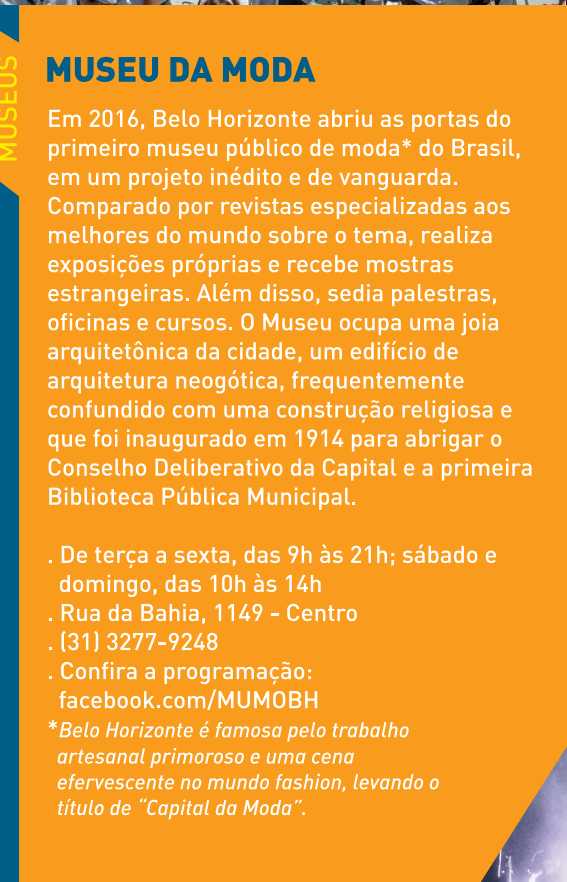 MUSEUS
MUSEU DA MODA
Em 2016, Belo Horizonte abriu as portas do
primeiro museu público de moda* do Brasil,
em um projeto inédito e de vanguarda.
Comparado por revistas especializadas aos
melhores do mundo sobre o tema, realiza
exposições próprias e recebe mostras
estrangeiras. Além disso, sedia palestras,
oficinas e cursos. O Museu ocupa uma joia
arquitetônica da cidade, um edifício de
arquitetura neogótica, frequentemente
confundido com uma construção religiosa e
que foi inaugurado em 1914 para abrigar o
Conselho Deliberativo da Capital e a primeira
Biblioteca Pública Municipal.
. De terça a sexta, das 9h às 21h; sábado e
domingo, das 10h às 14h
. Rua da Bahia, 1149 - Centro
. (31) 3277-9248
. Confira a programação:
facebook.com/MUMOBH
*Belo Horizonte é famosa pelo trabalho
artesanal primoroso e uma cena
efervescente no mundo fashion, levando o
título de “Capital da Moda”.